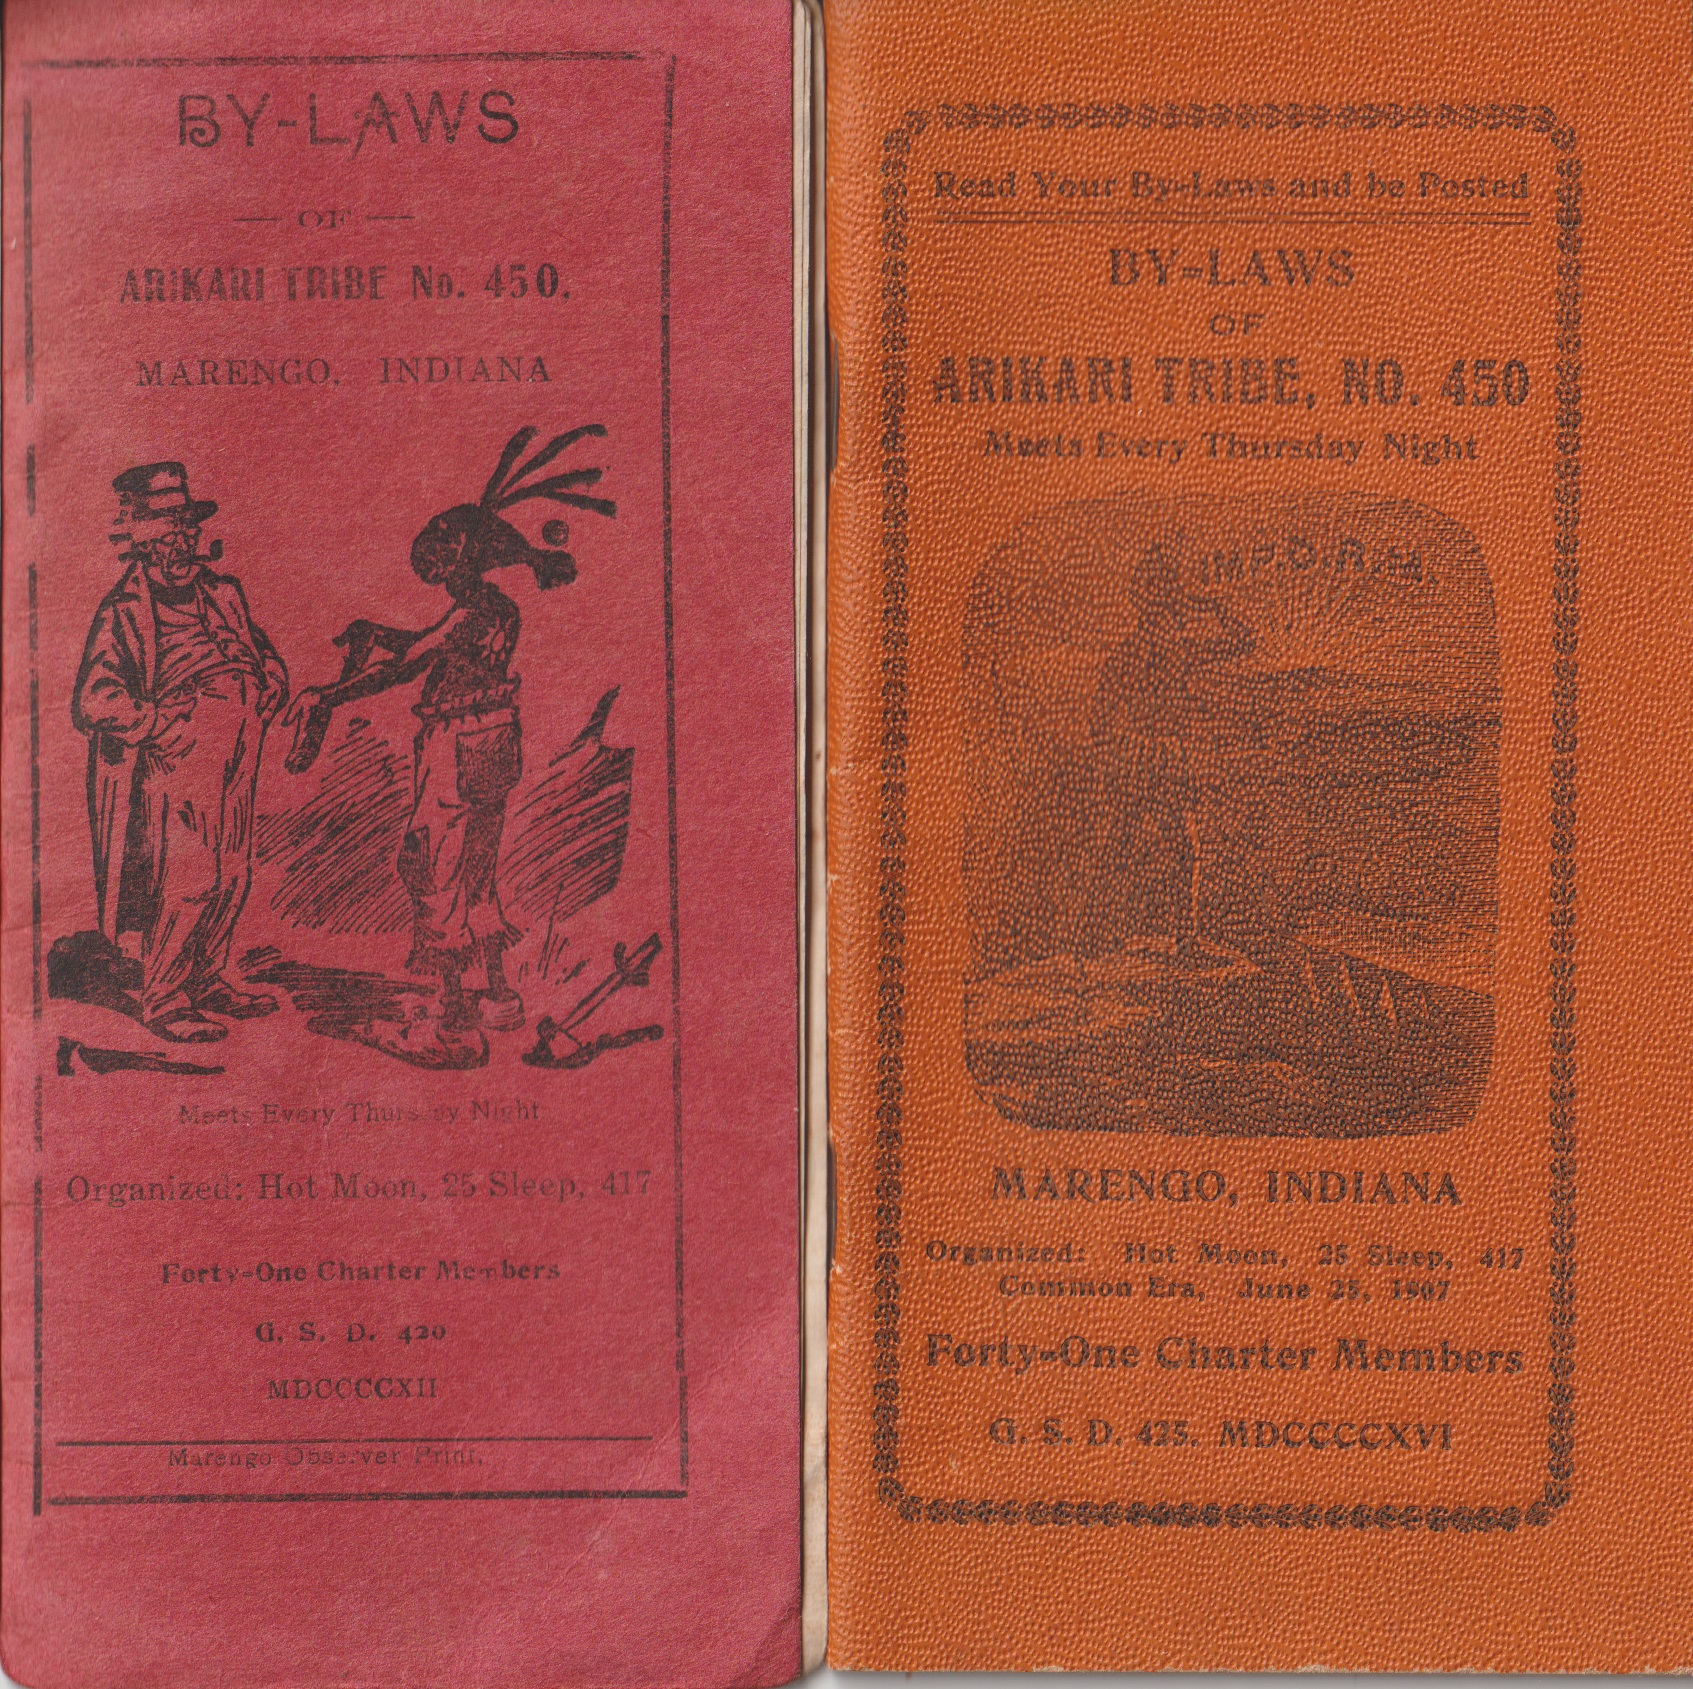 BY-LAWS
— OF —
ARIKARI TRIBE No. 450.
MARENGO, INDIANA
Meets Every Thursday Night
Organized: Hot Moon, 25 Sleep, 417
Forty-One Charter Members
G. S. D. 420
MDCCCCXII
Marengo Observer Print.
Read Your By-Laws and be Posted
BY-LAWS
OF
ARIKARI TRIBE, NO. 450
Meets Every Thursday Night
IMP.O.R.M.
MARENGO, INDIANA
Organized: Hot Moon, 25 Sleep, 417
Common Era, June 25, 1907
Forty-One Charter Members
G. S. D. 425. MDCCCCXVI